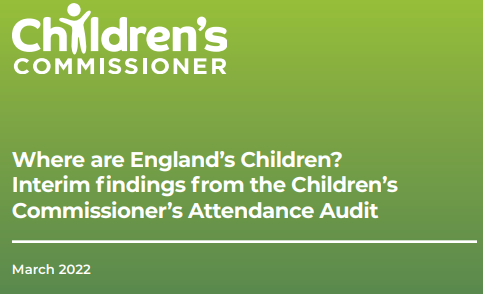 Children's
COMMISSIONER
Where are England's Children?
Interim findings from the Children's
Commissioner's Attendance Audit
March 2022